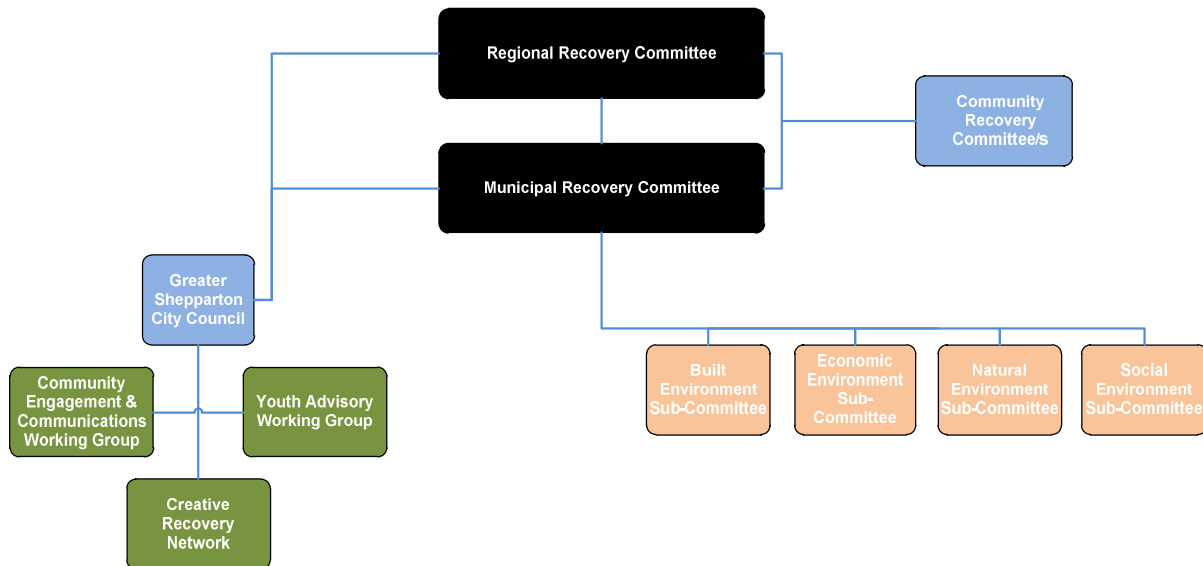 Regional Recovery Committee
Community
Recovery
Committee/s
Municipal Recovery Committee
Greater
Shepparton
City Council
Built
Environment
Sub-Committee
Economic
Environment
Sub-
Committee
Natural
Environment
Sub-Committee
Social
Environment
Sub-Committee
Community
Engagement &
Communications
Working Group
Youth Advisory
Working Group
Creative
Recovery
Network